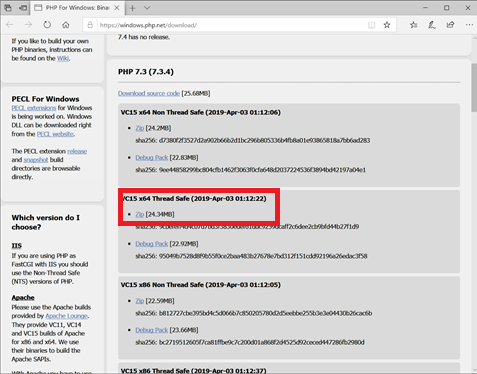 PHP For Windows: Binar
https://windows.php.net/download/
If you like to build your own
PHP binaries, instructions can
be found on the Wiki.
PECL For Windows
PECL extensions for Windows
is being worked on. Windows
DLL can be downloaded right
from the PECL website.
The PECL extension release
and snapshot build
directories are browsable
directly.
Which version do I
choose?
IIS
If you are using PHP as
FastCGI with IIS you should
use the Non-Thread Safe
(NTS) versions of PHP.
Apache
Please use the Apache builds
provided by Apache Lounge.
They provide VC11, VC14
and VC15 builds of Apache
for x86 and x64. We use
their binaries to build the
Apache SAPIs.
With Apache you have to use
7.4 has no release.
PHP 7.3 (7.3.4)
Download source code [25.68MB]
VC15 x64 Non Thread Safe (2019-Apr-03 01:12:06)
Zip [24.2MB]
sha256: d7380f2f3527d2a902b66b2d1bc296b805336b4fb8a01e93865818a7bb6ad283
Debug Pack [22.83MB]
sha256: 9ee44858299bc804cfb1462f3063f0cfa648d2037224536f3894bd42197a04e1
VC15 x64 Thread Safe (2019-Apr-03 01:12:22)
Zip [24.34MB]
sha256:
Debug Pack [22.92MB]
sha256: 95049b7528d8f9b55f0ce2baa483b27678e7bd312f151cdd92196a26edac3f58
VC15 x86 Non Thread Safe (2019-Apr-03 01:12:05)
Zip [22.59MB]
sha256: b812727cbe395bd4c5d066b7c850205780d2d5eebbe255b3e3e04430b26cac6b
Debug Pack [23.66MB]
sha256: bc2719512605f7ca81ffbe9c7c200d01a868f2d4525d92ceced447286fb2980d
VC15 x86 Thread Safe (2019-Apr-03 01:12:37)